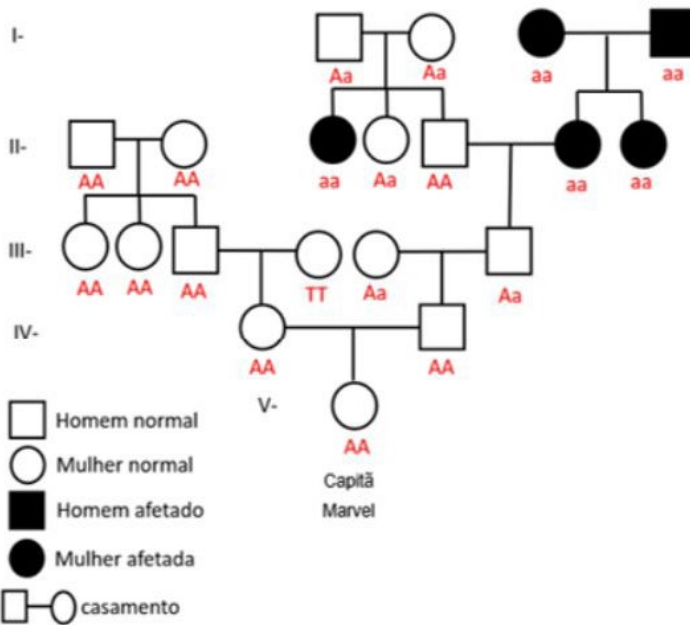 I-
Aa Aa aa aa
II-
AA AA aa Aa AA aa aa
III-
AA AA AA TT Aa Aa
IV-
AA AA
V-
AA
Capitã
Marvel
Homem normal
Mulher normal
Homem afetado
Mulher afetada
casamento